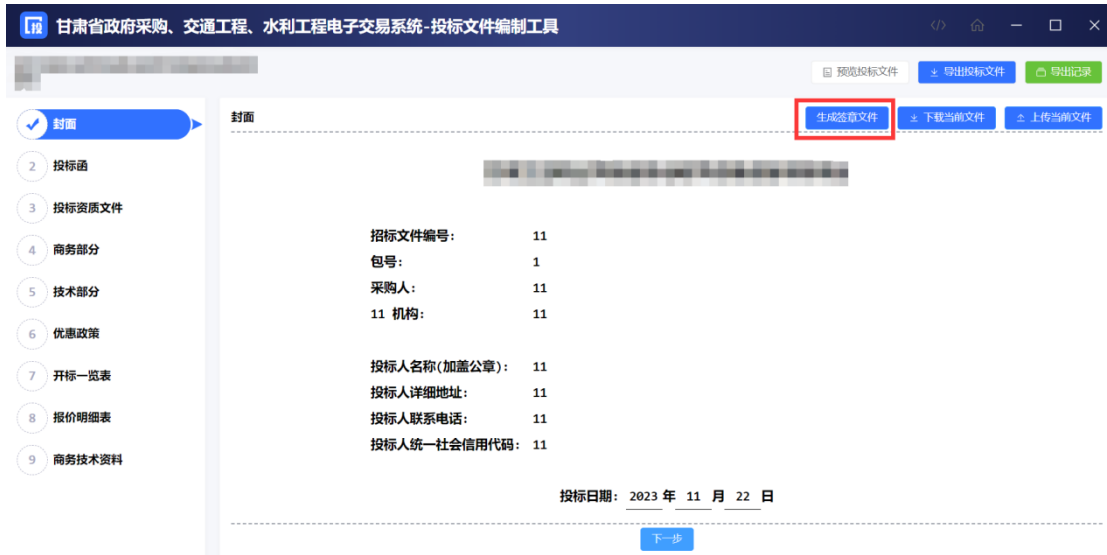 投 甘肃省政府采购、交通工程、水利工程电子交易系统-投标文件编制工具
预览投标文件 导出投标文件 导出记录
封面
2 投标函
3 投标资质文件
4 商务部分
5 技术部分
6 优惠政策
7 开标一览表
8 报价明细表
9 商务技术资料
封面 生成签章文件 下载当前文件 上传当前文件
招标文件编号: 11
包号: 1
采购人: 11
11 机构: 11
投标人名称(加盖公章): 11
投标人详细地址: 11
投标人联系电话: 11
投标人统一社会信用代码: 11
投标日期: 2023 年 11 月 22 日
下一步